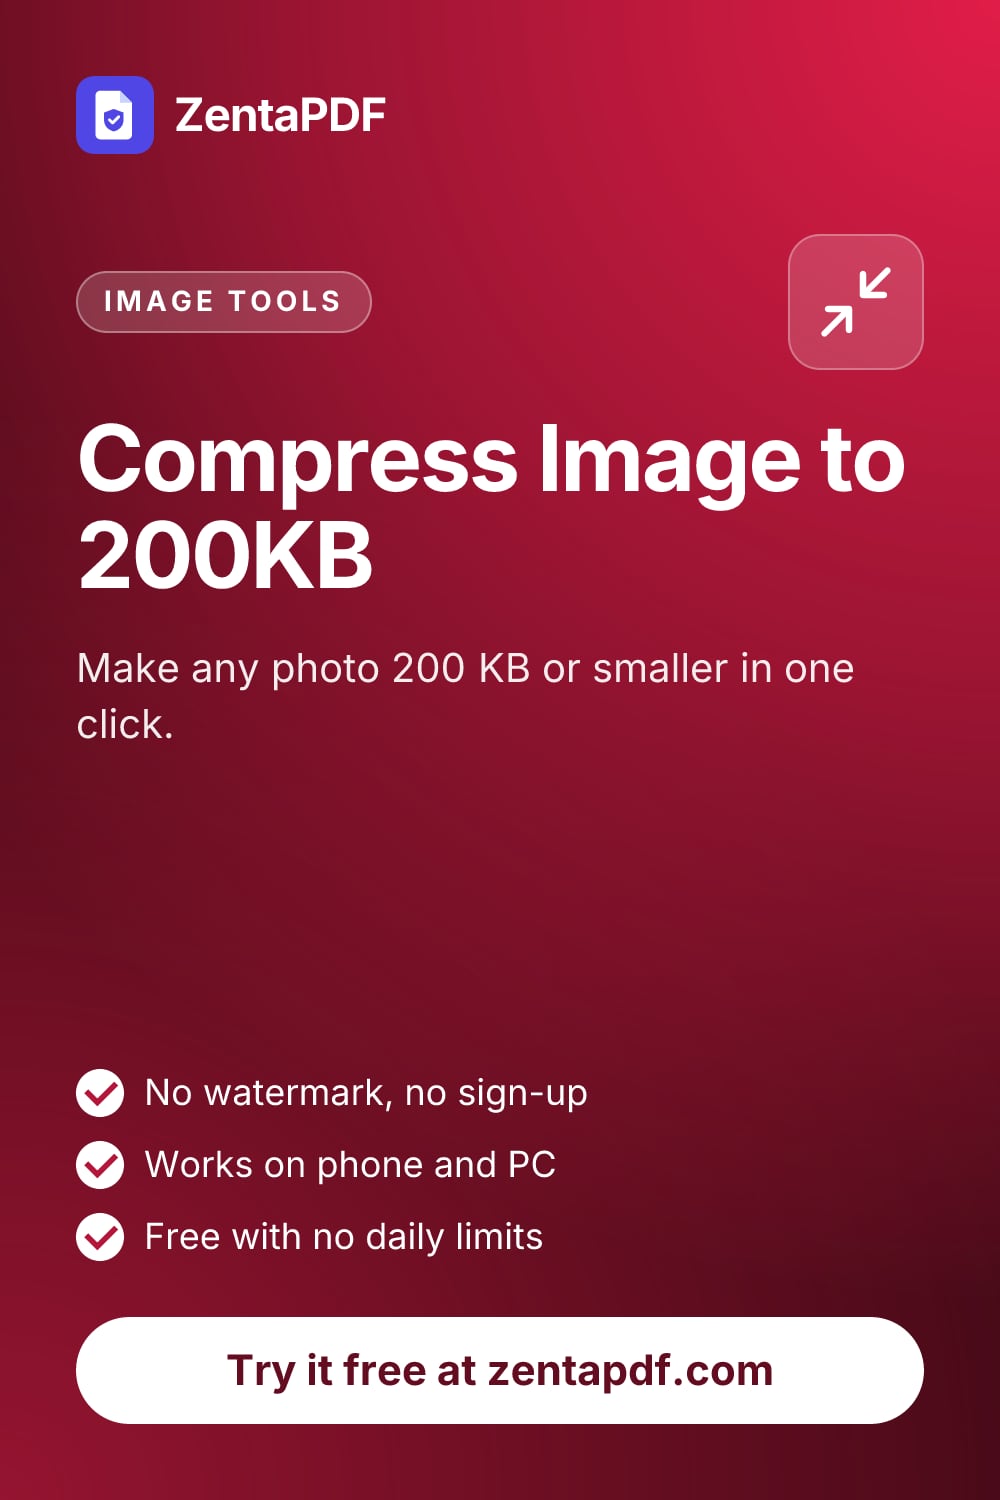 ZentaPDF
IMAGE TOOLS
Compress Image to
200KB
Make any photo 200 KB or smaller in one
click.
No watermark, no sign-up
Works on phone and PC
Free with no daily limits
Try it free at zentapdf.com